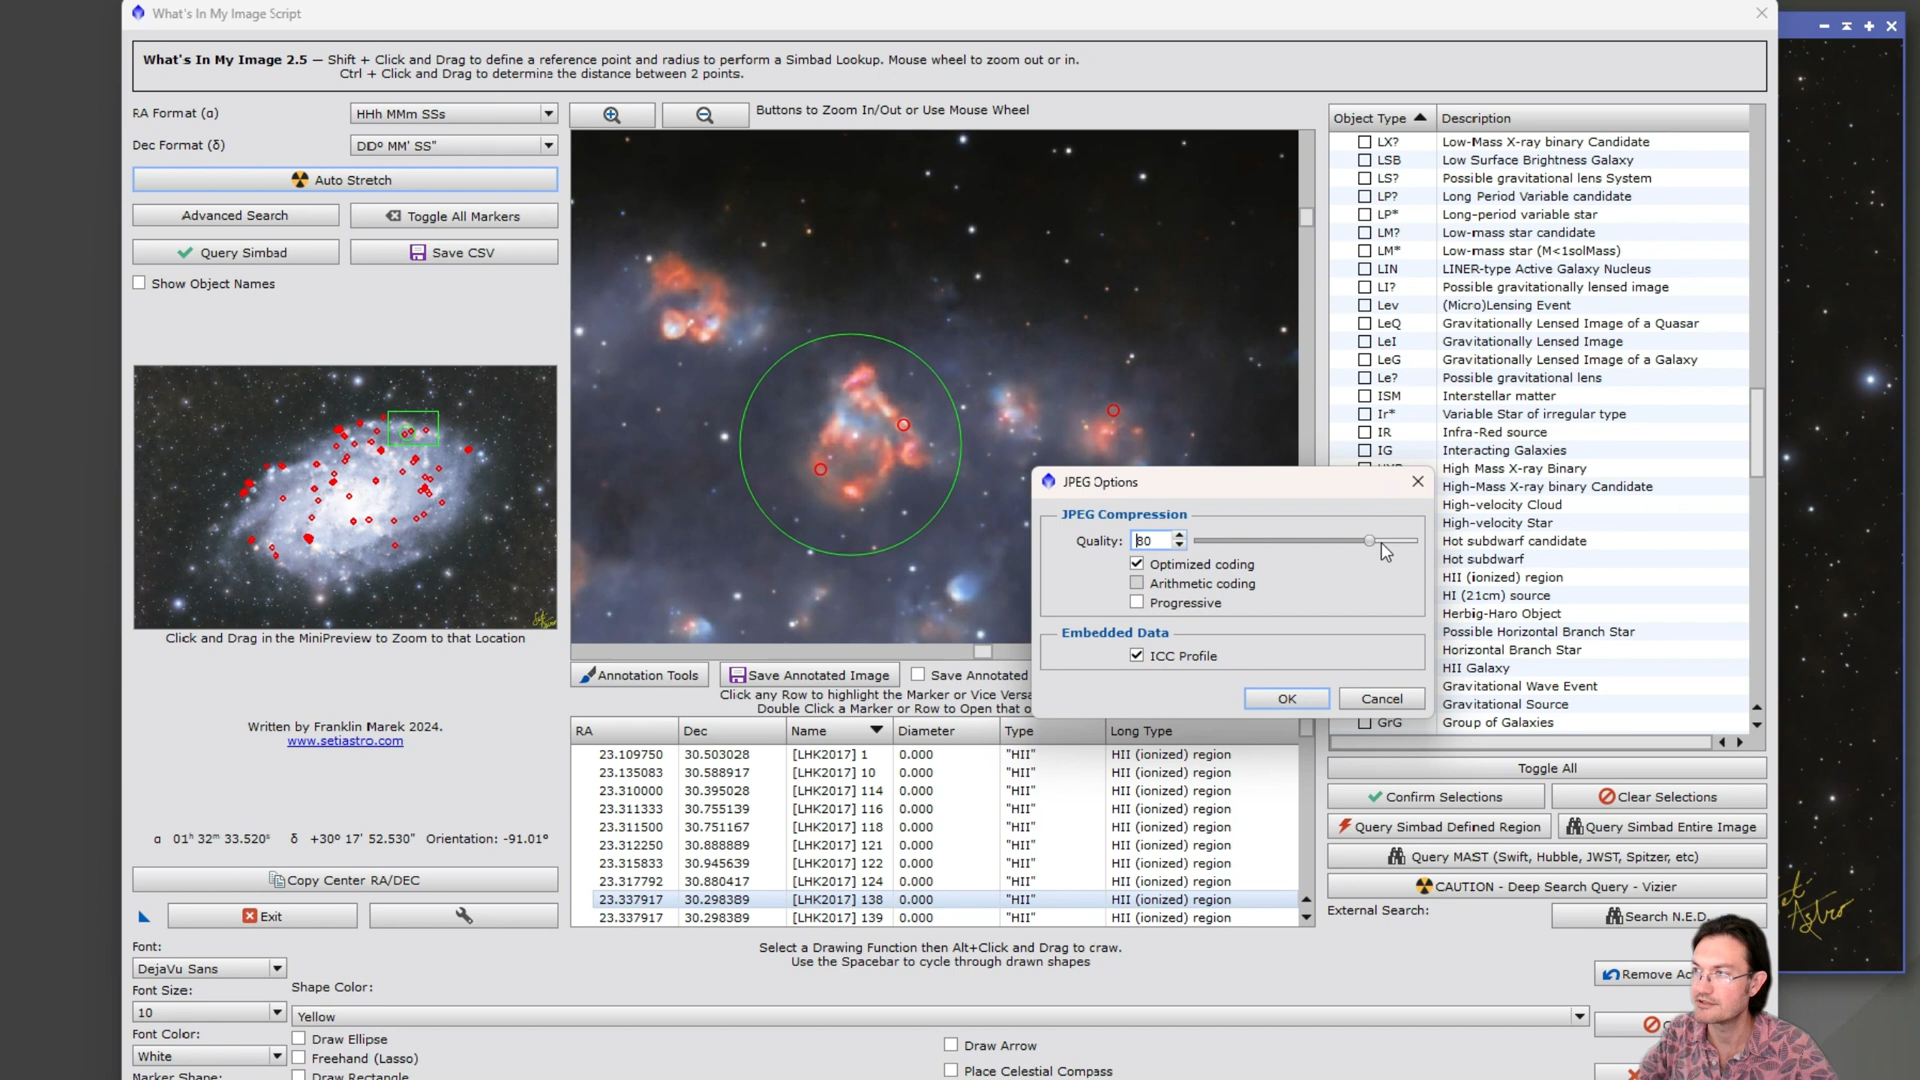 What's In My Image Script
What's In My Image 2.5 — Shift + Click and Drag to define a reference point and radius to perform a Simbad Lookup. Mouse wheel to zoom out or in.
Ctrl + Click and Drag to determine the distance between 2 points.
RA Format (α)
HHh MMm SSs
Dec Format (δ)
DDº MM' SS"
Auto Stretch
Advanced Search
Toggle All Markers
Query Simbad
Save CSV
Show Object Names
Click and Drag in the MiniPreview to Zoom to that Location
Written by Franklin Marek 2024.
www.setiastro.com
α 01ʰ 32ᵐ 33.520ˢ δ +30º 17' 52.530" Orientation: -91.01º
Copy Center RA/DEC
Exit
Font:
DejaVu Sans
Font Size:
10
Font Color:
White
Marker Shape:
Shape Color:
Yellow
Draw Ellipse
Freehand (Lasso)
Draw Rectangle
Draw Arrow
Place Celestial Compass
Buttons to Zoom In/Out or Use Mouse Wheel
Annotation Tools
Save Annotated Image
Save Annotated
Click any Row to highlight the Marker or Vice Versa
Double Click a Marker or Row to Open that o
RA Dec Name Diameter Type Long Type
23.109750 30.503028 [LHK2017] 1 0.000 "HII" HII (ionized) region
23.135083 30.588917 [LHK2017] 10 0.000 "HII" HII (ionized) region
23.310000 30.395028 [LHK2017] 114 0.000 "HII" HII (ionized) region
23.311333 30.755139 [LHK2017] 116 0.000 "HII" HII (ionized) region
23.311500 30.751167 [LHK2017] 118 0.000 "HII" HII (ionized) region
23.312250 30.888889 [LHK2017] 121 0.000 "HII" HII (ionized) region
23.315833 30.945639 [LHK2017] 122 0.000 "HII" HII (ionized) region
23.317792 30.880417 [LHK2017] 124 0.000 "HII" HII (ionized) region
23.337917 30.298389 [LHK2017] 138 0.000 "HII" HII (ionized) region
23.337917 30.298389 [LHK2017] 139 0.000 "HII" HII (ionized) region
Select a Drawing Function then Alt+Click and Drag to draw.
Use the Spacebar to cycle through drawn shapes
JPEG Options
JPEG Compression
Quality: 80
Optimized coding
Arithmetic coding
Progressive
Embedded Data
ICC Profile
OK
Cancel
Object Type Description
LX? Low-Mass X-ray binary Candidate
LSB Low Surface Brightness Galaxy
LS? Possible gravitational lens System
LP? Long Period Variable candidate
LP* Long-period variable star
LM? Low-mass star candidate
LM* Low-mass star (M<1solMass)
LIN LINER-type Active Galaxy Nucleus
LI? Possible gravitationally lensed image
Lev (Micro)Lensing Event
LeQ Gravitationally Lensed Image of a Quasar
LeI Gravitationally Lensed Image
LeG Gravitationally Lensed Image of a Galaxy
Le? Possible gravitational lens
ISM Interstellar matter
Ir* Variable Star of irregular type
IR Infra-Red source
IG Interacting Galaxies
High Mass X-ray Binary
High-Mass X-ray binary Candidate
High-velocity Cloud
High-velocity Star
Hot subdwarf candidate
Hot subdwarf
HII (ionized) region
HI (21cm) source
Herbig-Haro Object
Possible Horizontal Branch Star
Horizontal Branch Star
HII Galaxy
Gravitational Wave Event
Gravitational Source
GrG Group of Galaxies
Toggle All
Confirm Selections
Clear Selections
Query Simbad Defined Region
Query Simbad Entire Image
Query MAST (Swift, Hubble, JWST, Spitzer, etc)
CAUTION - Deep Search Query - Vizier
External Search:
Search N.E.D.
Remove Ac
Astro